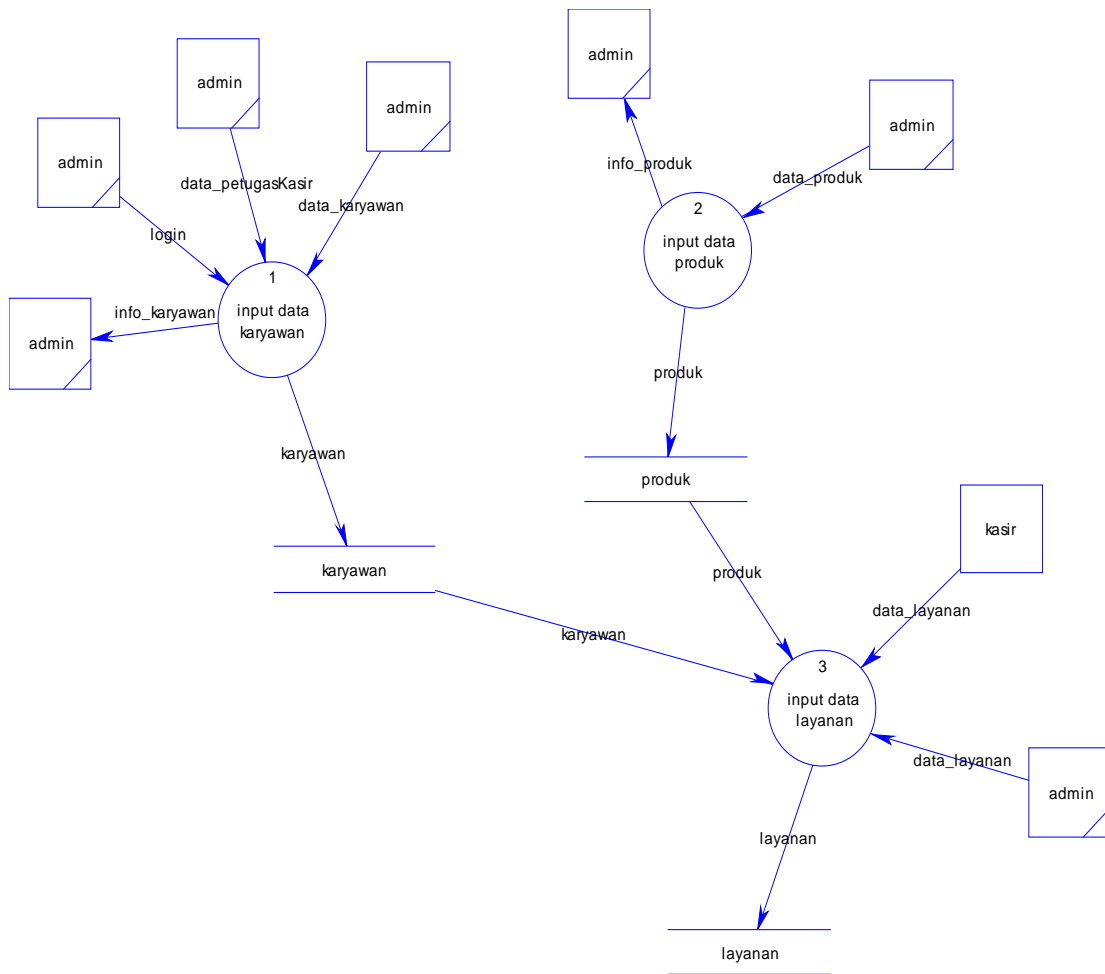 admin
admin
admin
admin
data_petugasKasir
data_karyawan
login
info_karyawan
1
input data
karyawan
admin
karyawan
karyawan
karyawan
admin
admin
info_produk
data_produk
2
input data
produk
produk
produk
produk
kasir
data_layanan
3
input data
layanan
data_layanan
admin
layanan
layanan